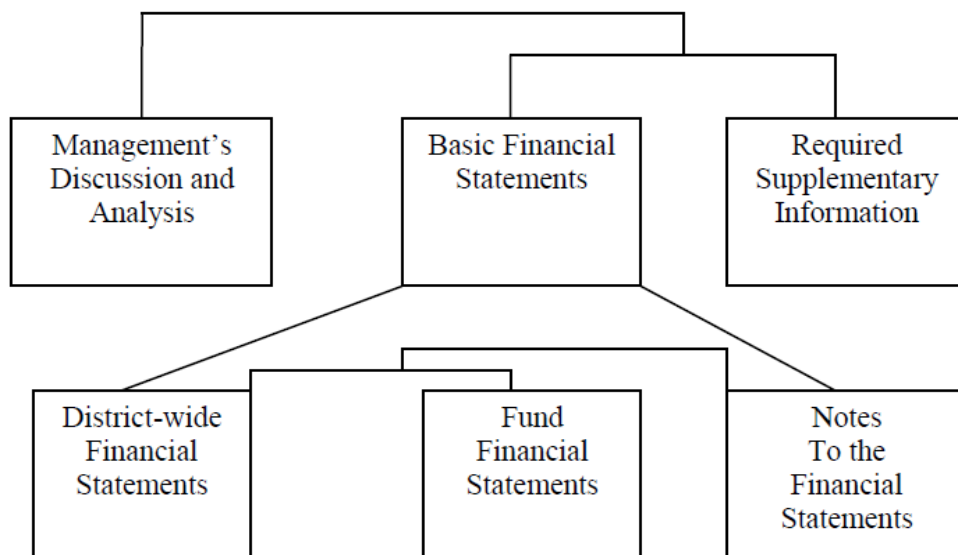 Management’s
Discussion and
Analysis
Basic Financial
Statements
Required
Supplementary
Information
District-wide
Financial
Statements
Fund
Financial
Statements
Notes
To the
Financial
Statements